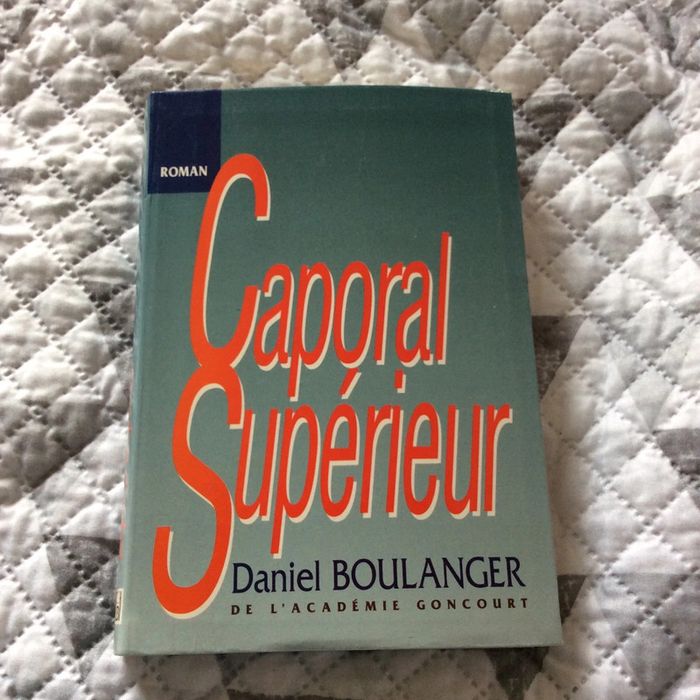 ROMAN
Caporal
Supérieur
Daniel BOULANGER
DE L'ACADÉMIE GONCOURT